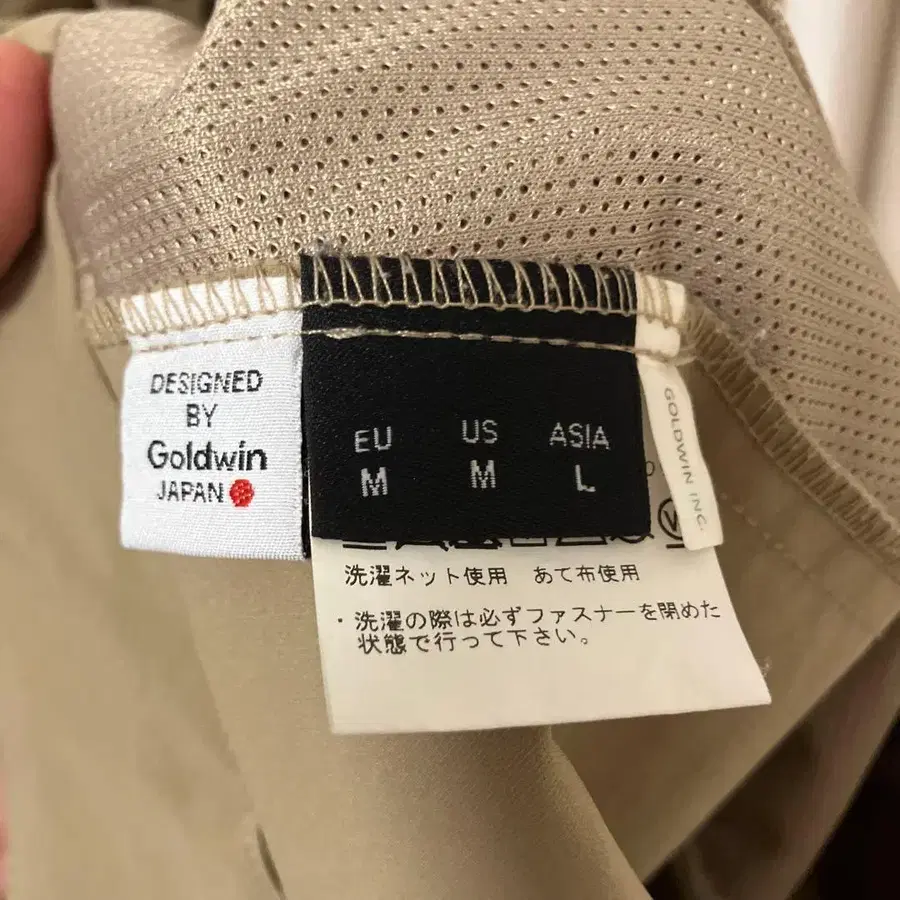 DESIGNED
BY
Goldwin
JAPAN
EU US ASIA
M M L
GOLDWIN INC.
洗濯ネット使用 あて布使用
・洗濯の際は必ずファスナーを閉めた
状態で行って下さい。